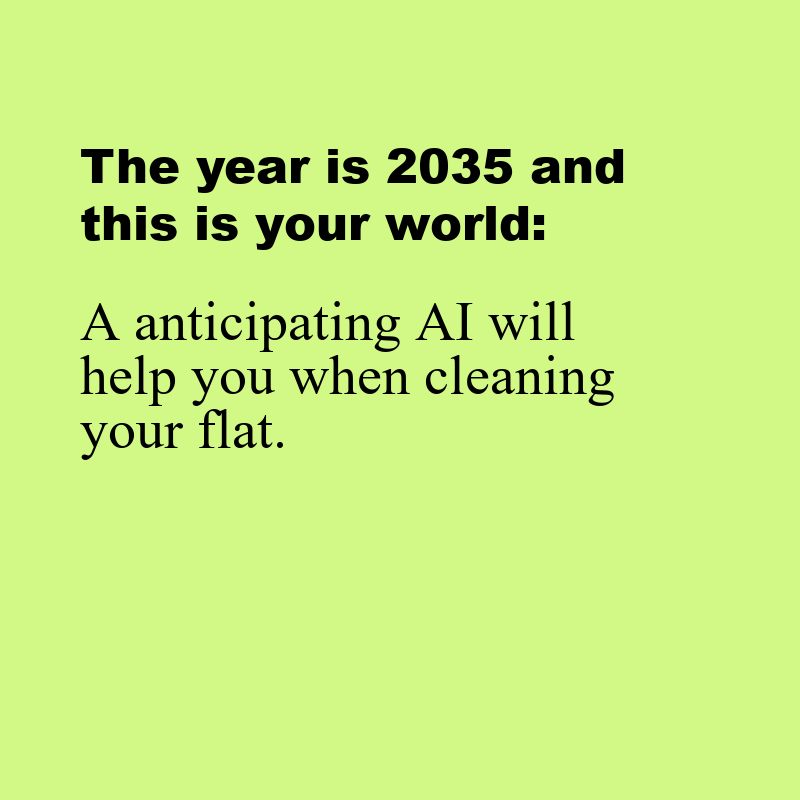 The year is 2035 and
this is your world:
A anticipating AI will
help you when cleaning
your flat.